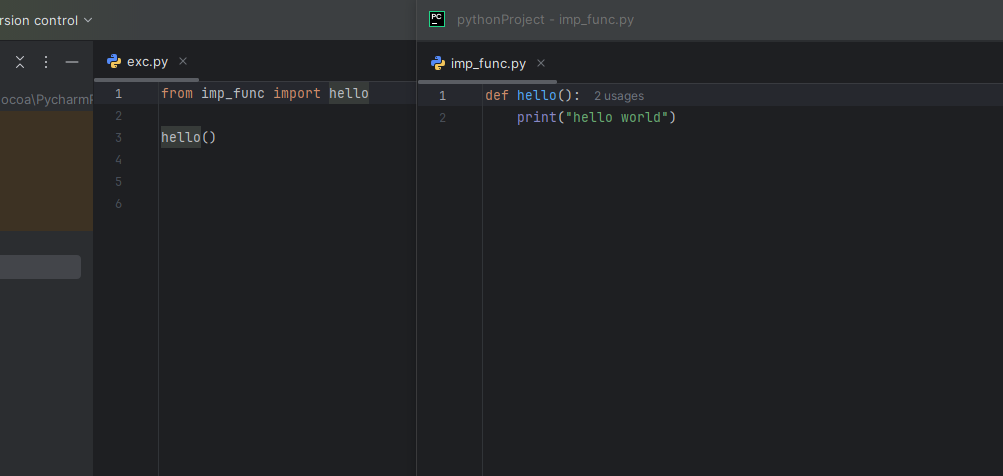 rsion control
exc.py
ocoa\PycharmP
1 from imp_func import hello
2
3 hello()
4
5
6
PC pythonProject - imp_func.py
imp_func.py
1 def hello(): 2 usages
2 print("hello world")